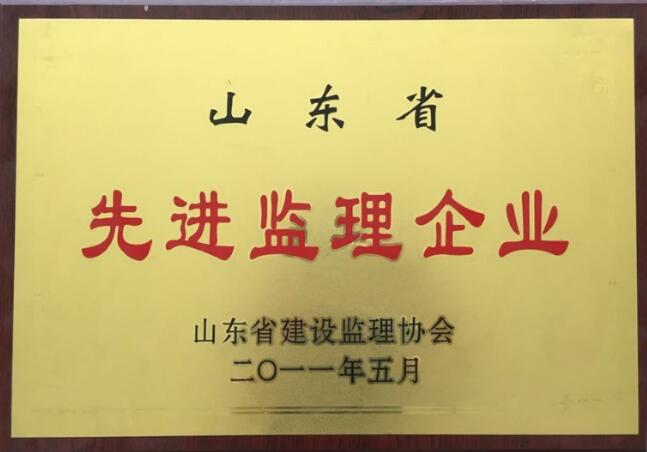 山东省
先进监理企业
山东省建设监理协会
二〇一一年五月